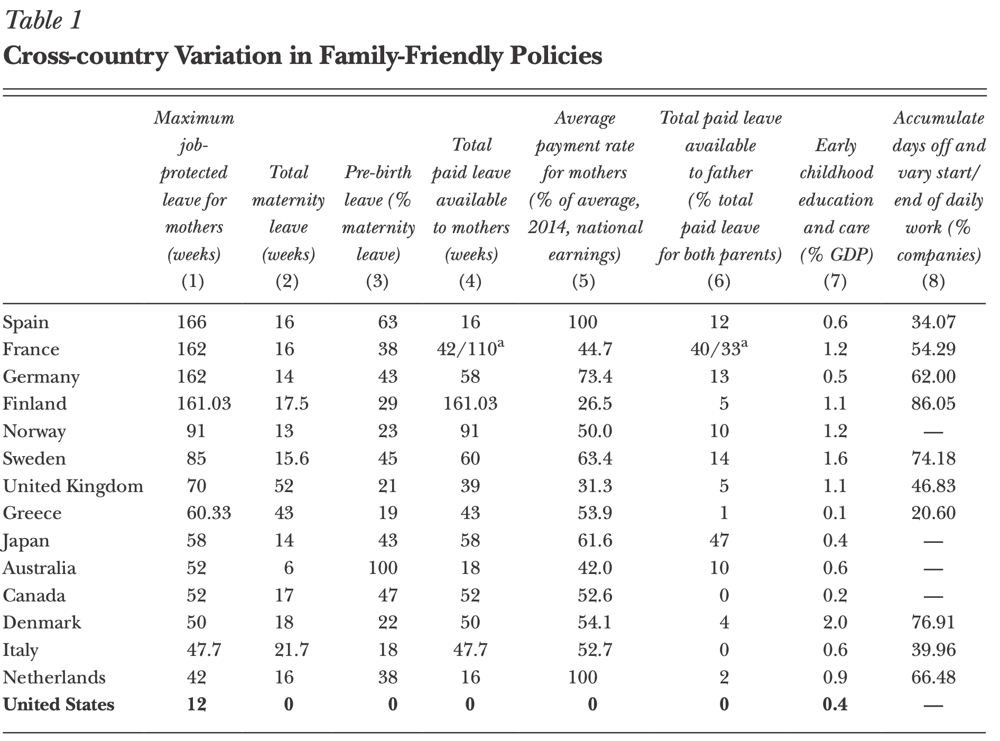 Table 1
Cross-country Variation in Family-Friendly Policies
Maximum job-protected leave for mothers (weeks) (1)
Total maternity leave (weeks) (2)
Pre-birth leave (% maternity leave) (3)
Total paid leave available to mothers (weeks) (4)
Average payment rate for mothers (% of average, 2014, national earnings) (5)
Total paid leave available to father (% total paid leave for both parents) (6)
Early childhood education and care (% GDP) (7)
Accumulate days off and vary start/end of daily work (% companies) (8)
Spain 166 16 63 16 100 12 0.6 34.07
France 162 16 38 42/110a 44.7 40/33a 1.2 54.29
Germany 162 14 43 58 73.4 13 0.5 62.00
Finland 161.03 17.5 29 161.03 26.5 5 1.1 86.05
Norway 91 13 23 91 50.0 10 1.2 —
Sweden 85 15.6 45 60 63.4 14 1.6 74.18
United Kingdom 70 52 21 39 31.3 5 1.1 46.83
Greece 60.33 43 19 43 53.9 1 0.1 20.60
Japan 58 14 43 58 61.6 47 0.4 —
Australia 52 6 100 18 42.0 10 0.6 —
Canada 52 17 47 52 52.6 0 0.2 —
Denmark 50 18 22 50 54.1 4 2.0 76.91
Italy 47.7 21.7 18 47.7 52.7 0 0.6 39.96
Netherlands 42 16 38 16 100 2 0.9 66.48
United States 12 0 0 0 0 0 0.4 —